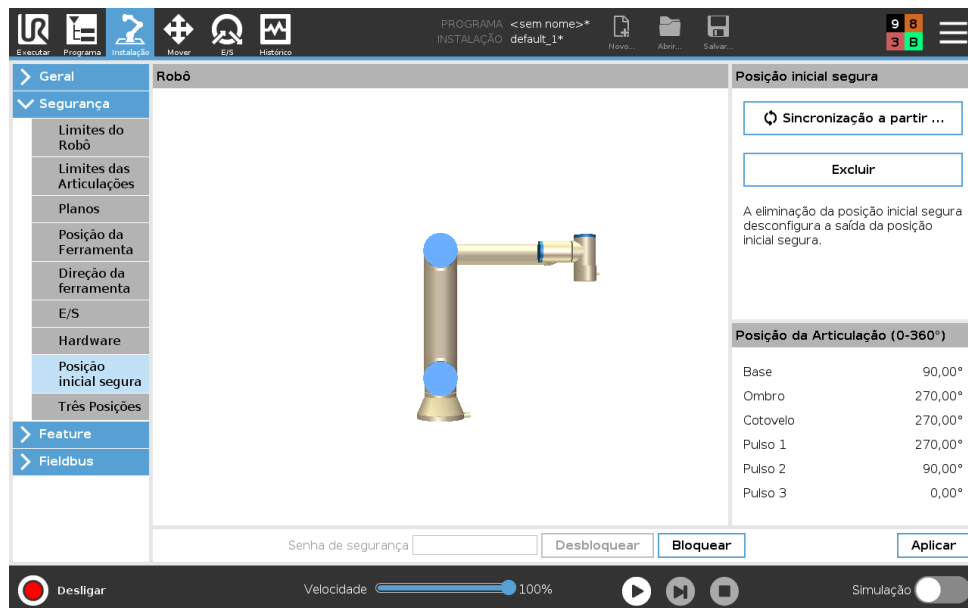 PROGRAMA <sem nome>*
INSTALAÇÃO default_1*
Executar Programa Instalação Mover E/S Histórico Novo... Abrir... Salvar...
9 8
3 B
Geral
Segurança
Limites do
Robô
Limites das
Articulações
Planos
Posição da
Ferramenta
Direção da
ferramenta
E/S
Hardware
Posição
inicial segura
Três Posições
Feature
Fieldbus
Robô
Posição inicial segura
Sincronização a partir ...
Excluir
A eliminação da posição inicial segura
desconfigura a saída da posição
inicial segura.
Posição da Articulação (0-360°)
Base 90,00°
Ombro 270,00°
Cotovelo 270,00°
Pulso 1 270,00°
Pulso 2 90,00°
Pulso 3 0,00°
Senha de segurança Desbloquear Bloquear Aplicar
Desligar Velocidade 100% Simulação